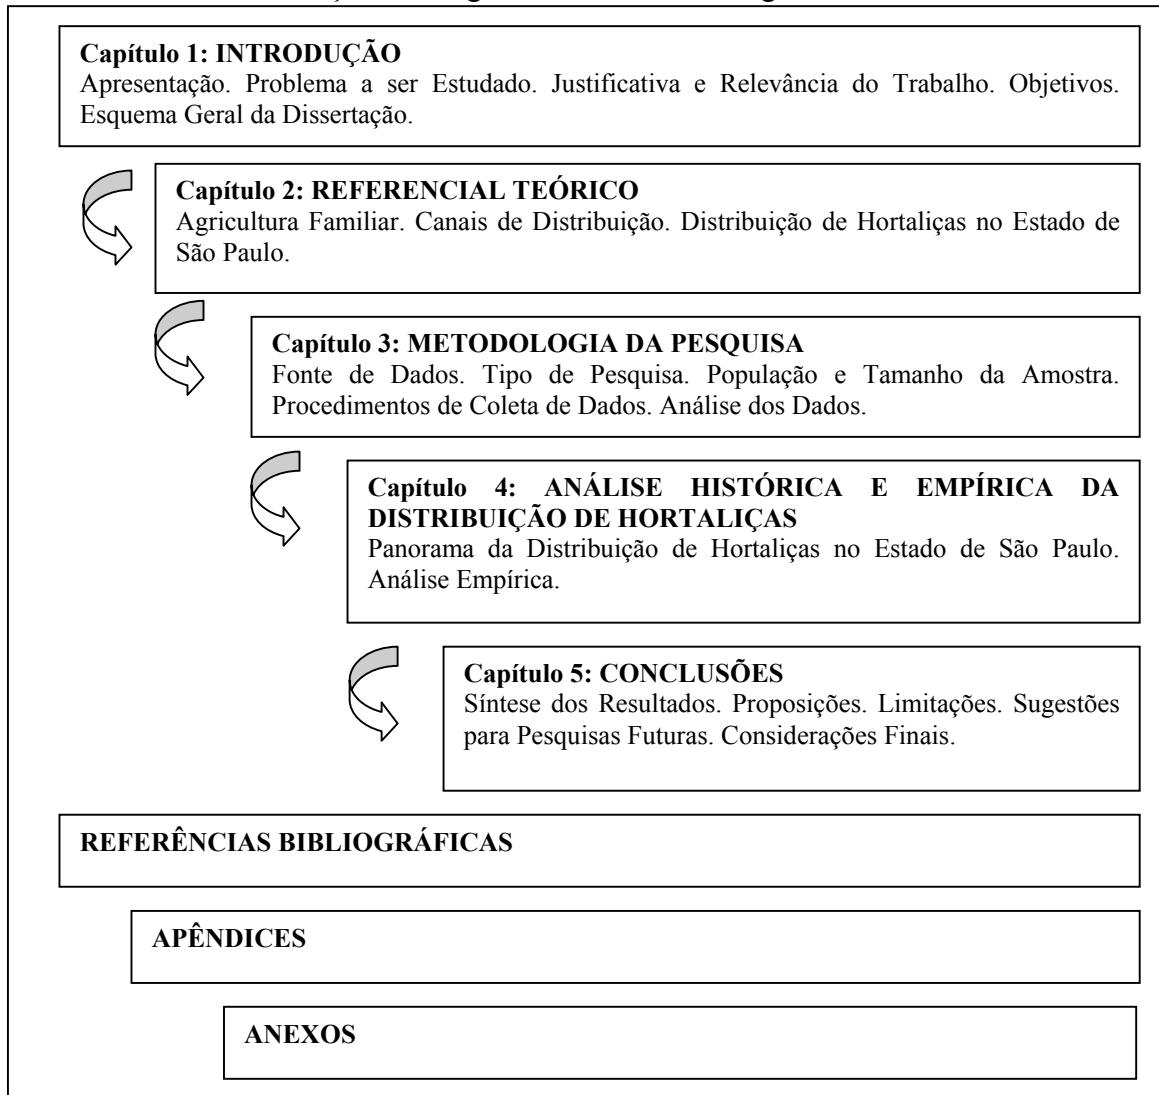 Capítulo 1: INTRODUÇÃO
Apresentação. Problema a ser Estudado. Justificativa e Relevância do Trabalho. Objetivos.
Esquema Geral da Dissertação.
Capítulo 2: REFERENCIAL TEÓRICO
Agricultura Familiar. Canais de Distribuição. Distribuição de Hortaliças no Estado de
São Paulo.
Capítulo 3: METODOLOGIA DA PESQUISA
Fonte de Dados. Tipo de Pesquisa. População e Tamanho da Amostra.
Procedimentos de Coleta de Dados. Análise dos Dados.
Capítulo 4: ANÁLISE HISTÓRICA E EMPÍRICA DA
DISTRIBUIÇÃO DE HORTALIÇAS
Panorama da Distribuição de Hortaliças no Estado de São Paulo.
Análise Empírica.
Capítulo 5: CONCLUSÕES
Síntese dos Resultados. Proposições. Limitações. Sugestões
para Pesquisas Futuras. Considerações Finais.
REFERÊNCIAS BIBLIOGRÁFICAS
APÊNDICES
ANEXOS